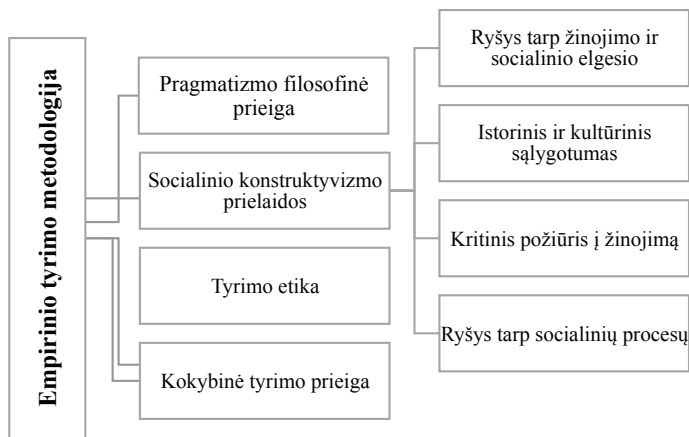 Empirinio tyrimo metodologija
Pragmatizmo filosofinė
prieiga
Socialinio konstruktyvizmo
prielaidos
Tyrimo etika
Kokybinė tyrimo prieiga
Ryšys tarp žinojimo ir
socialinio elgesio
Istorinis ir kultūrinis
sąlygotumas
Kritinis požiūris į žinojimą
Ryšys tarp socialinių procesų